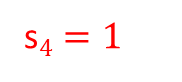 s₄ = 1